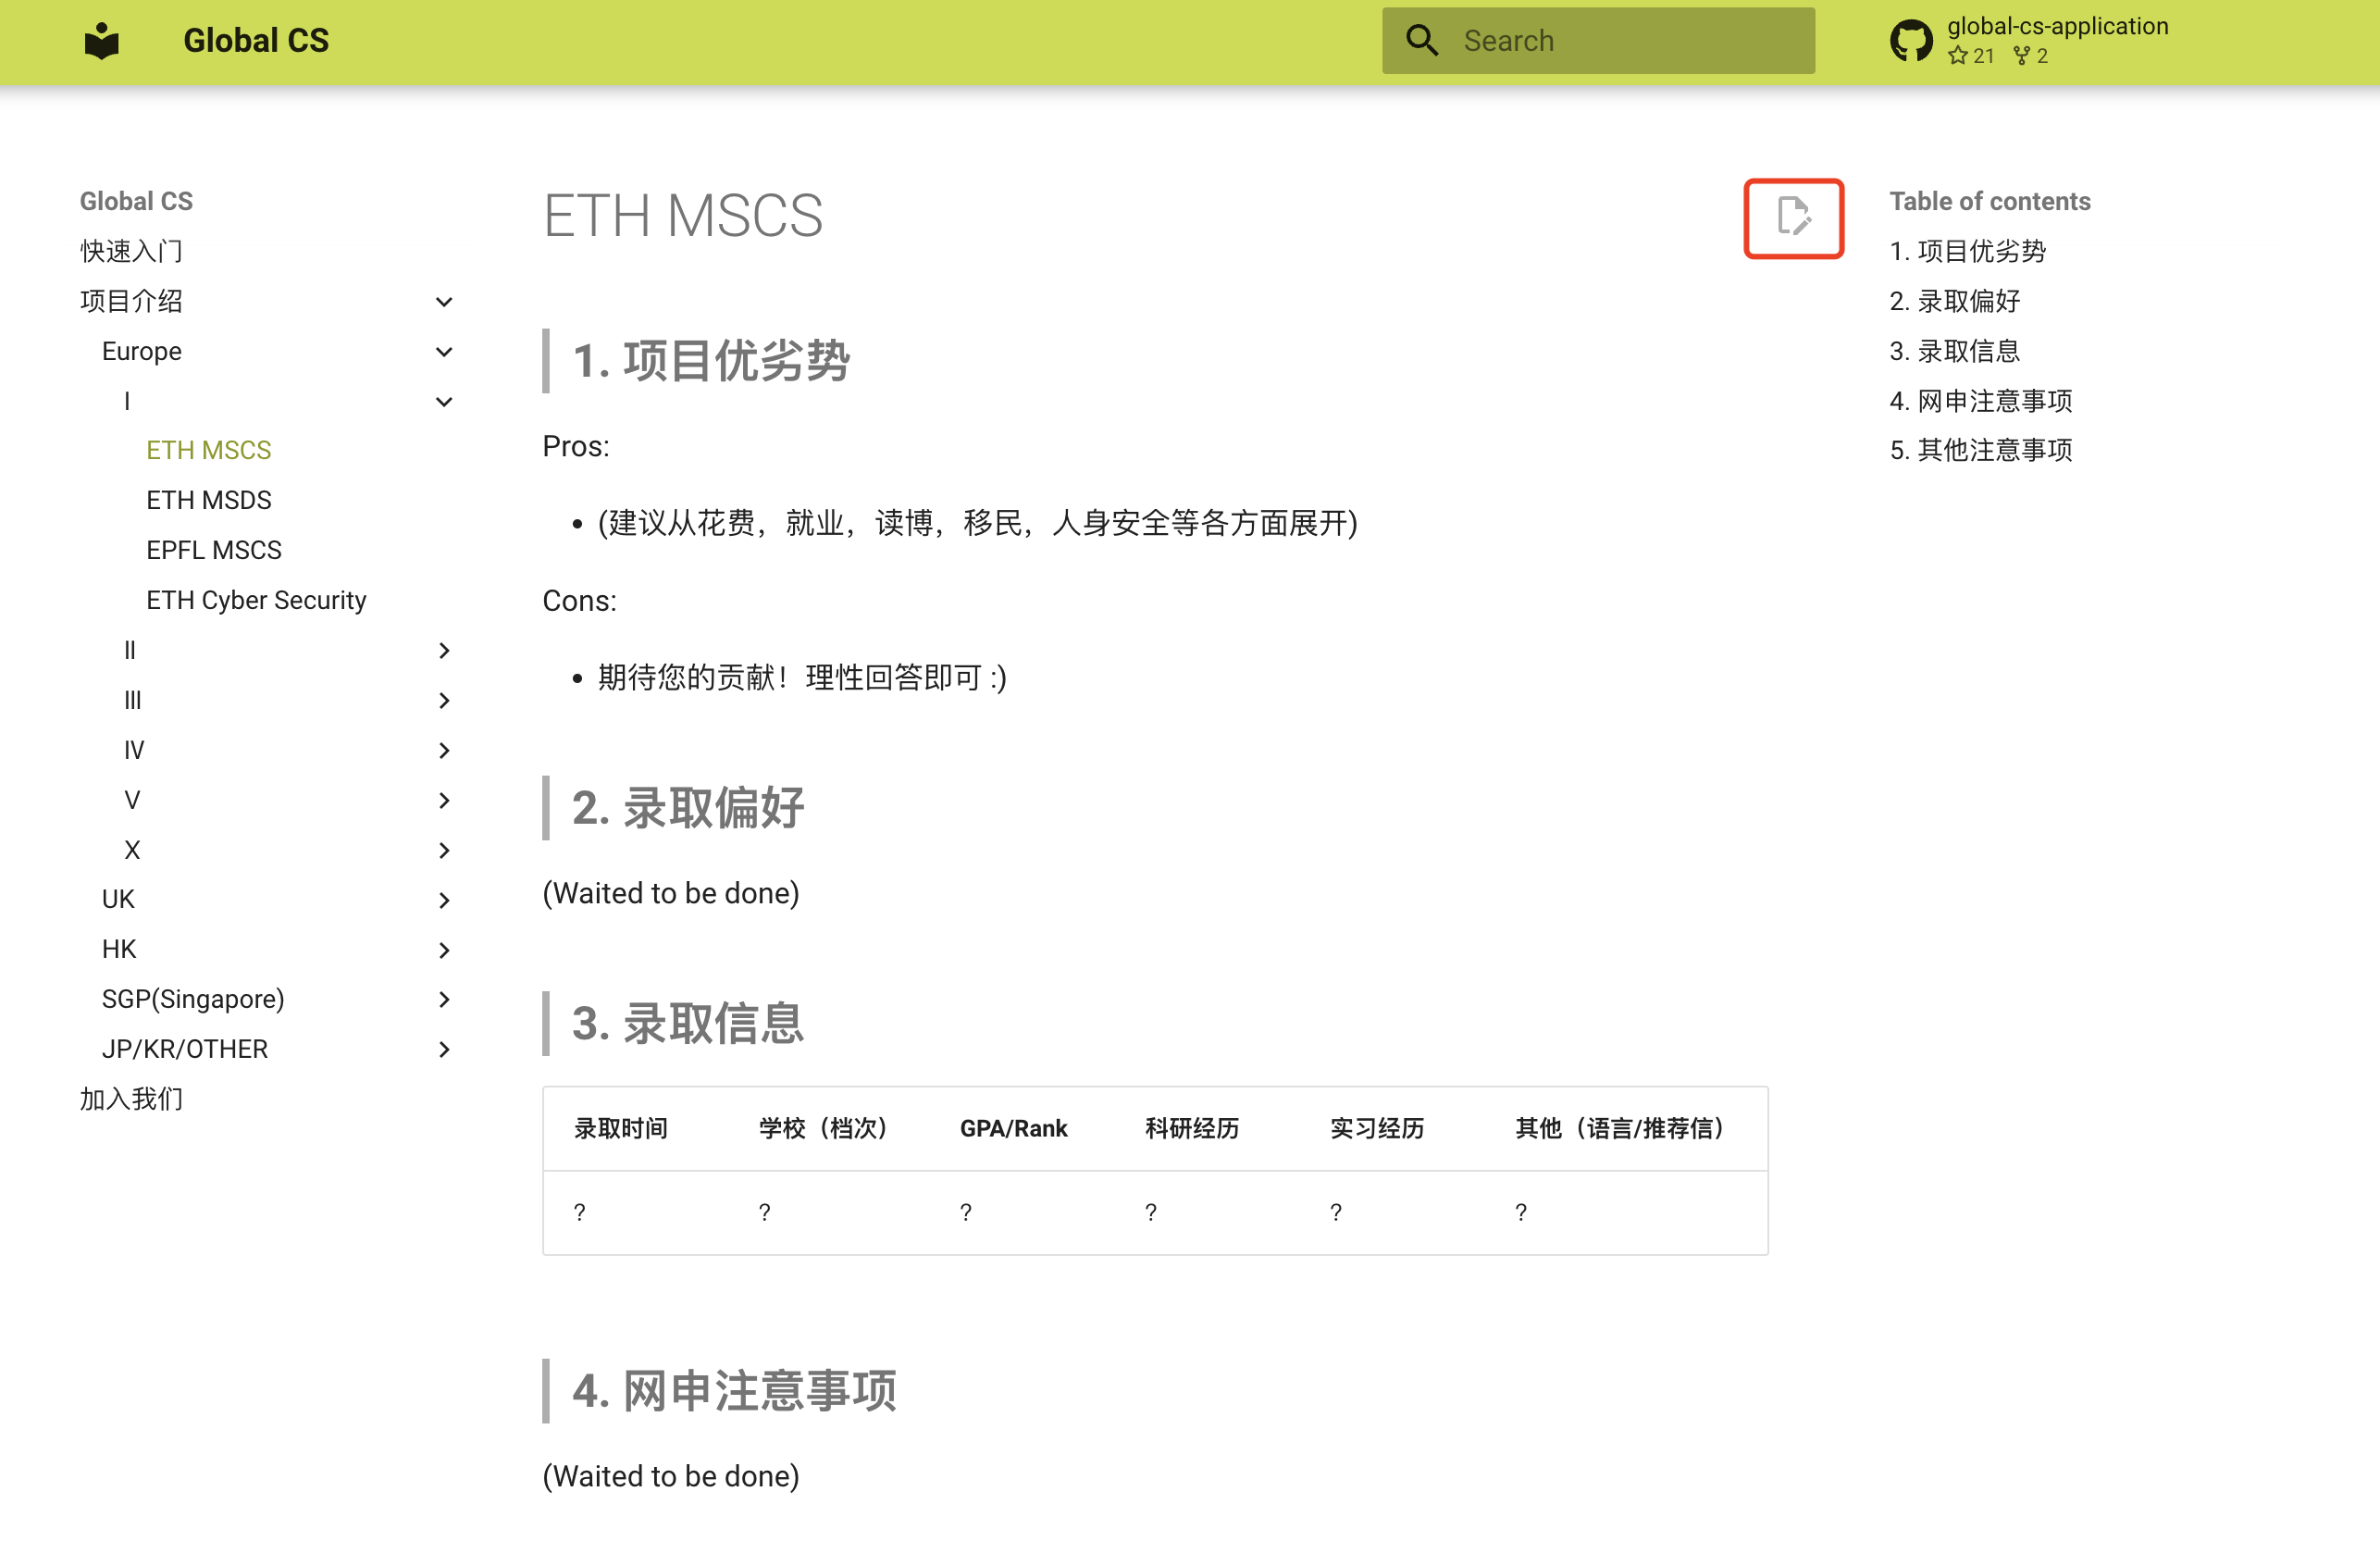 Global CS
Search
global-cs-application
21 2
Global CS
快速入门
项目介绍
Europe
I
ETH MSCS
ETH MSDS
EPFL MSCS
ETH Cyber Security
II
III
IV
V
X
UK
HK
SGP(Singapore)
JP/KR/OTHER
加入我们
ETH MSCS
1. 项目优劣势
Pros:
• (建议从花费，就业，读博，移民，人身安全等各方面展开)
Cons:
• 期待您的贡献！理性回答即可 :)
2. 录取偏好
(Waited to be done)
3. 录取信息
录取时间 学校（档次） GPA/Rank 科研经历 实习经历 其他（语言/推荐信）
? ? ? ? ? ?
4. 网申注意事项
(Waited to be done)
Table of contents
1. 项目优劣势
2. 录取偏好
3. 录取信息
4. 网申注意事项
5. 其他注意事项